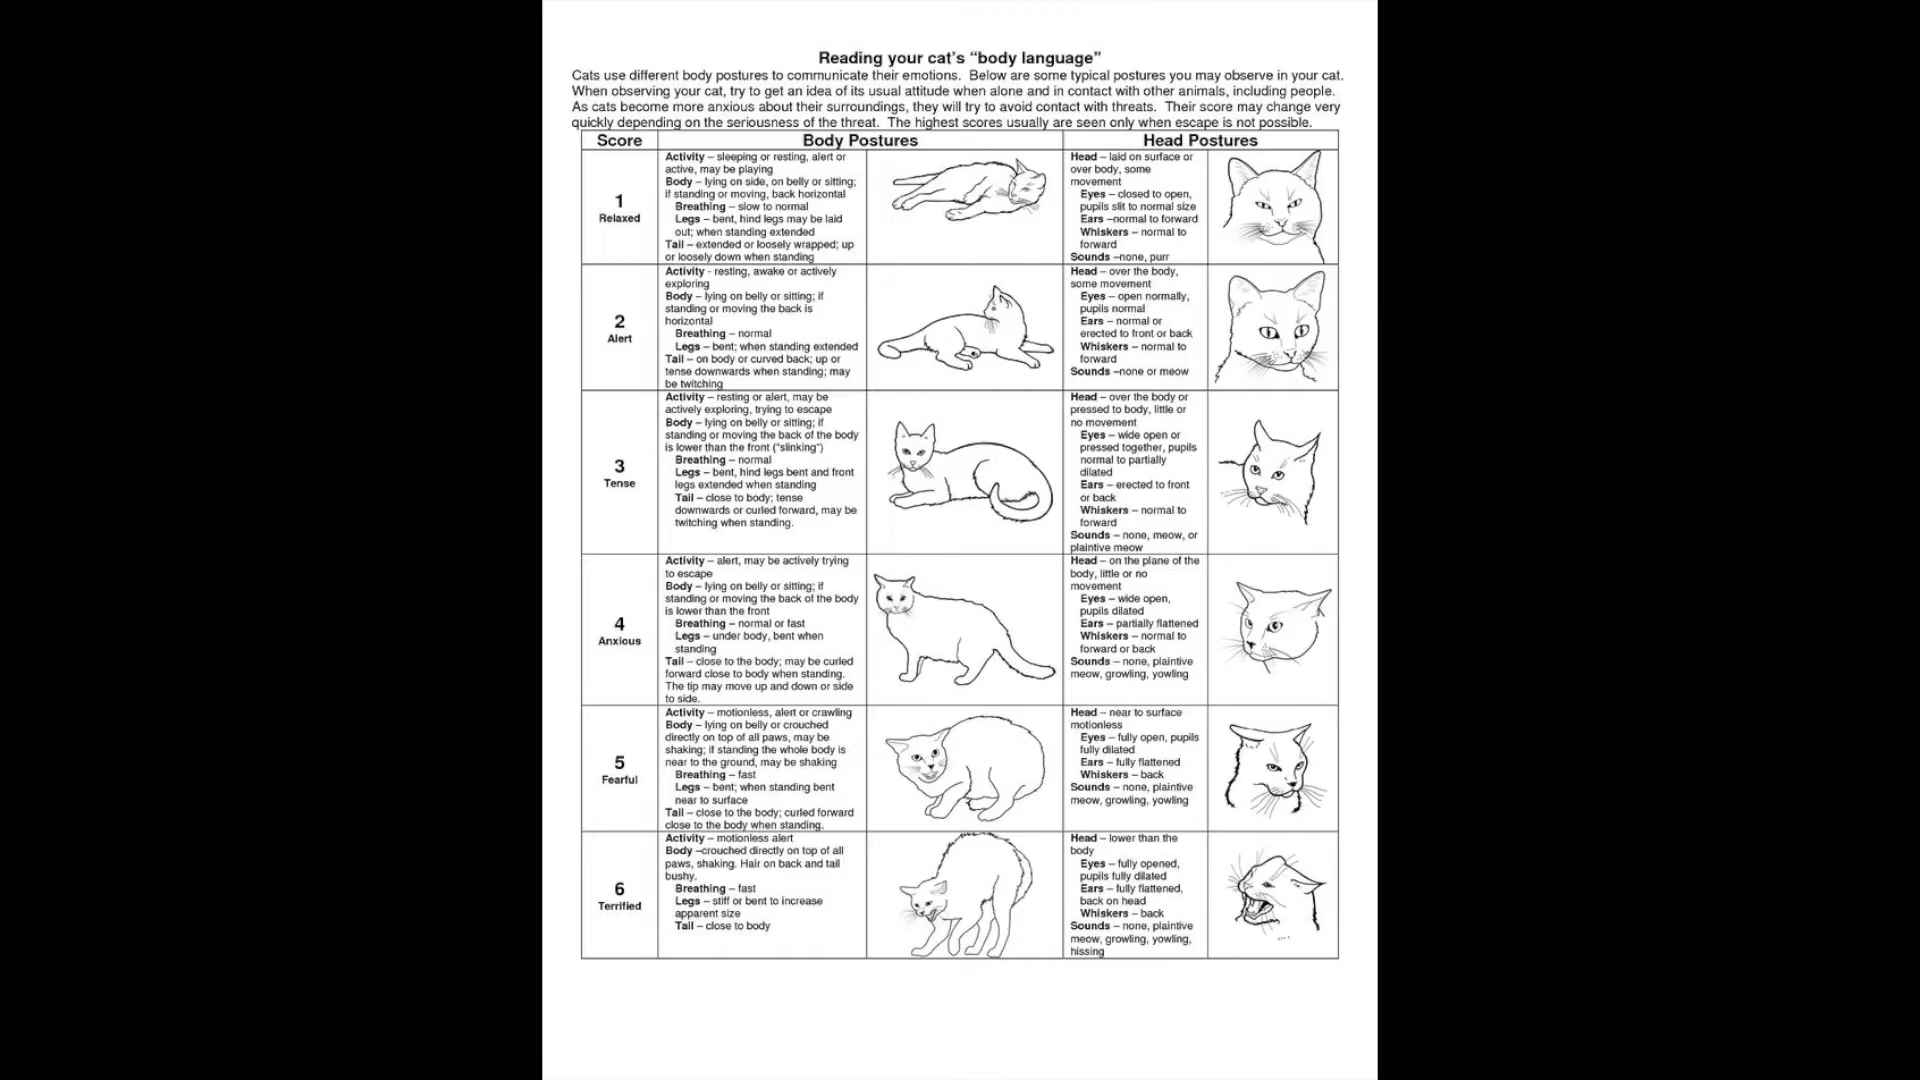 Reading your cat's “body language”
Cats use different body postures to communicate their emotions.  Below are some typical postures you may observe in your cat.
When observing your cat, try to get an idea of its usual attitude when alone and in contact with other animals, including people.
As cats become more anxious about their surroundings, they will try to avoid contact with threats.  Their score may change very
quickly depending on the seriousness of the threat.  The highest scores usually are seen only when escape is not possible.
Score
Body Postures
Head Postures
1
Relaxed
Activity – sleeping or resting, alert or
active, may be playing
Body – lying on side, on belly or sitting;
if standing or moving, back horizontal
Breathing – slow to normal
Legs – bent, hind legs may be laid
out; when standing extended
Tail – extended or loosely wrapped; up
or loosely down when standing
Head – laid on surface or
over body, some
movement
Eyes – closed to open,
pupils slit to normal size
Ears –normal to forward
Whiskers – normal to
forward
Sounds –none, purr
2
Alert
Activity - resting, awake or actively
exploring
Body – lying on belly or sitting; if
standing or moving the back is
horizontal
Breathing – normal
Legs – bent; when standing extended
Tail – on body or curved back; up or
tense downwards when standing; may
be twitching
Head – over the body,
some movement
Eyes – open normally,
pupils normal
Ears – normal or
erected to front or back
Whiskers – normal to
forward
Sounds –none or meow
3
Tense
Activity – resting or alert, may be
actively exploring, trying to escape
Body – lying on belly or sitting; if
standing or moving the back of the body
is lower than the front (“slinking”)
Breathing – normal
Legs – bent, hind legs bent and front
legs extended when standing
Tail – close to body; tense
downwards or curled forward, may be
twitching when standing.
Head – over the body or
pressed to body, little or
no movement
Eyes – wide open or
pressed together, pupils
normal to partially
dilated
Ears – erected to front
or back
Whiskers – normal to
forward
Sounds – none, meow, or
plaintive meow
4
Anxious
Activity – alert, may be actively trying
to escape
Body – lying on belly or sitting; if
standing or moving the back of the body
is lower than the front
Breathing – normal or fast
Legs – under body, bent when
standing
Tail – close to the body; may be curled
forward close to body when standing.
The tip may move up and down or side
to side.
Head – on the plane of the
body, little or no
movement
Eyes – wide open,
pupils dilated
Ears – partially flattened
Whiskers – normal to
forward or back
Sounds – none, plaintive
meow, growling, yowling
5
Fearful
Activity – motionless, alert or crawling
Body – lying on belly or crouched
directly on top of all paws, may be
shaking; if standing the whole body is
near to the ground, may be shaking
Breathing – fast
Legs – bent; when standing bent
near to surface
Tail – close to the body; curled forward
close to the body when standing.
Head – near to surface
motionless
Eyes – fully open, pupils
fully dilated
Ears – fully flattened
Whiskers – back
Sounds – none, plaintive
meow, growling, yowling
6
Terrified
Activity – motionless alert
Body –crouched directly on top of all
paws, shaking. Hair on back and tail
bushy.
Breathing – fast
Legs – stiff or bent to increase
apparent size
Tail – close to body
Head – lower than the
body
Eyes – fully opened,
pupils fully dilated
Ears – fully flattened,
back on head
Whiskers – back
Sounds – none, plaintive
meow, growling, yowling,
hissing